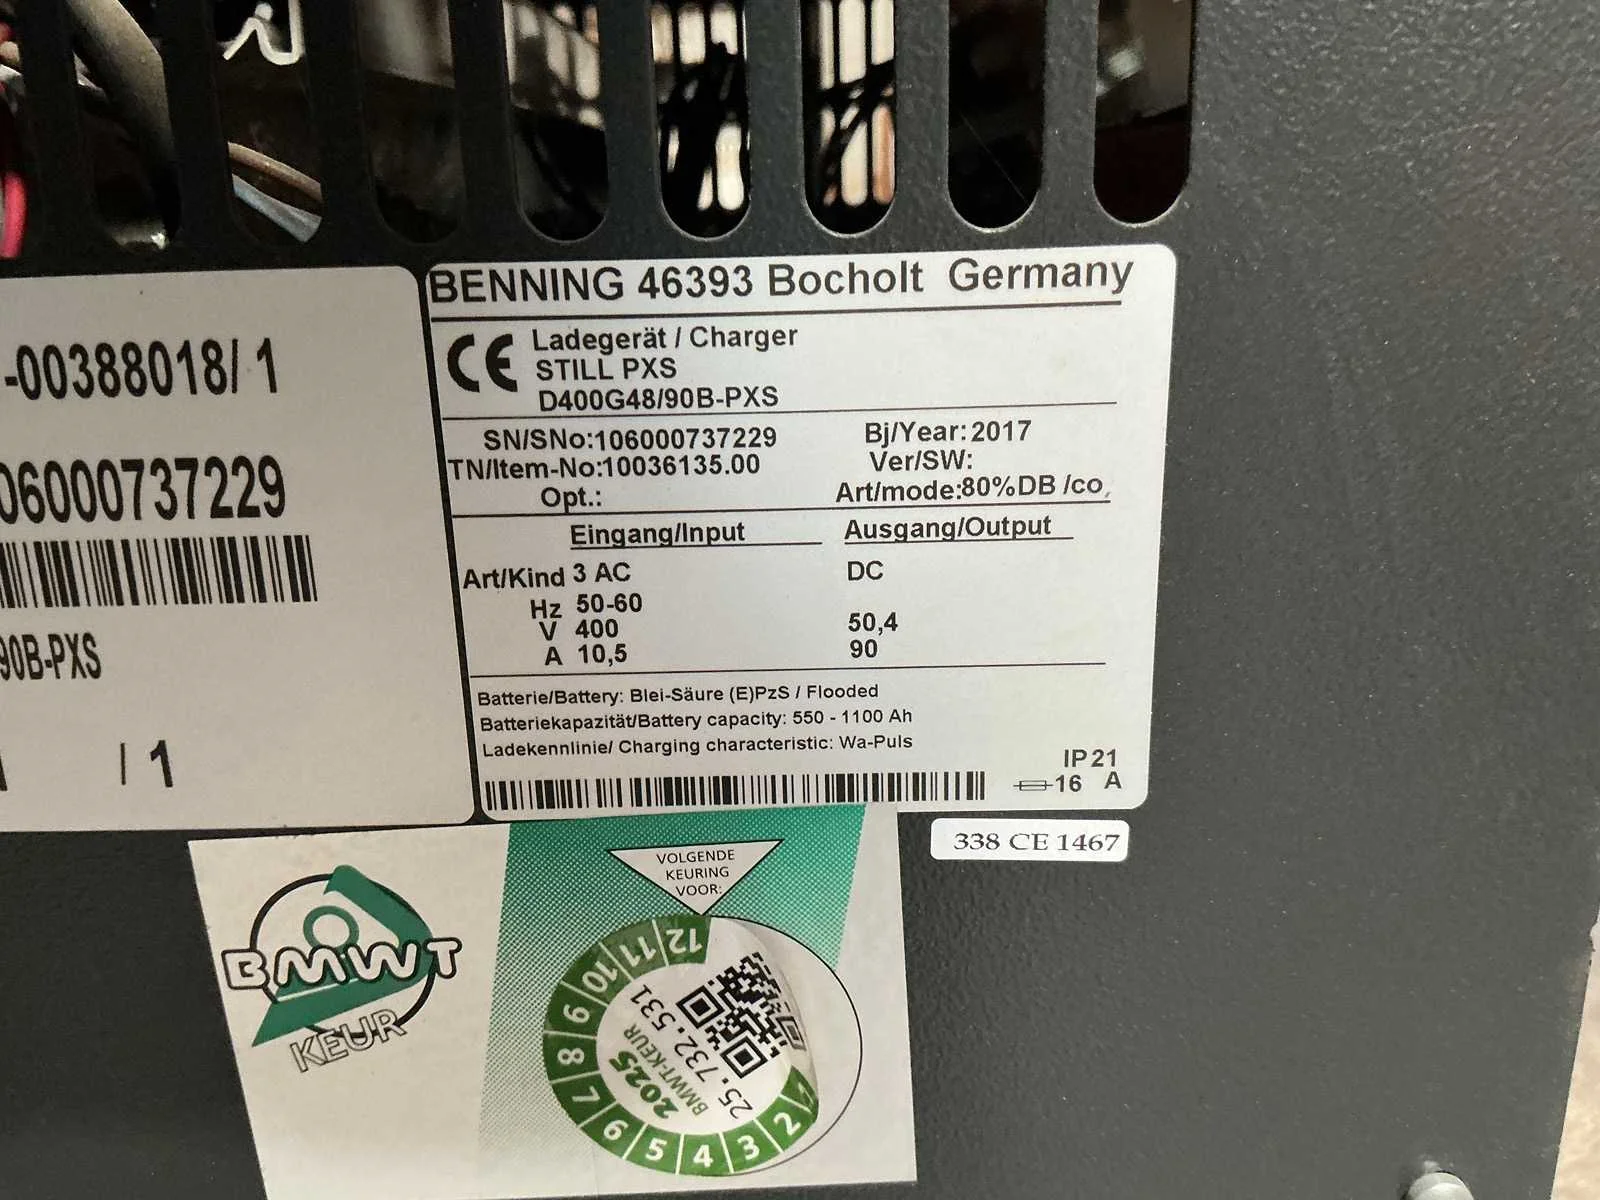 -00388018/ 1
06000737229
90B-PXS
/ 1
BENNING 46393 Bocholt Germany
CE Ladegerät / Charger
STILL PXS
D400G48/90B-PXS
SN/SNo:106000737229 Bj/Year: 2017
TN/Item-No:10036135.00 Ver/SW:
Opt.: Art/mode:80%DB /co,
Eingang/Input Ausgang/Output
Art/Kind 3 AC DC
Hz 50-60
V 400 50,4
A 10,5 90
Batterie/Battery: Blei-Säure (E)PzS / Flooded
Batteriekapazität/Battery capacity: 550 - 1100 Ah
Ladekennlinie/ Charging characteristic: Wa-Puls
IP 21
16 A
338 CE 1467
BMWT
KEUR
VOLGENDE
KEURING
VOOR:
2 3 4 5 6 7 8 9 10 11 12
2025
BMWT-KEUR
25.732.531